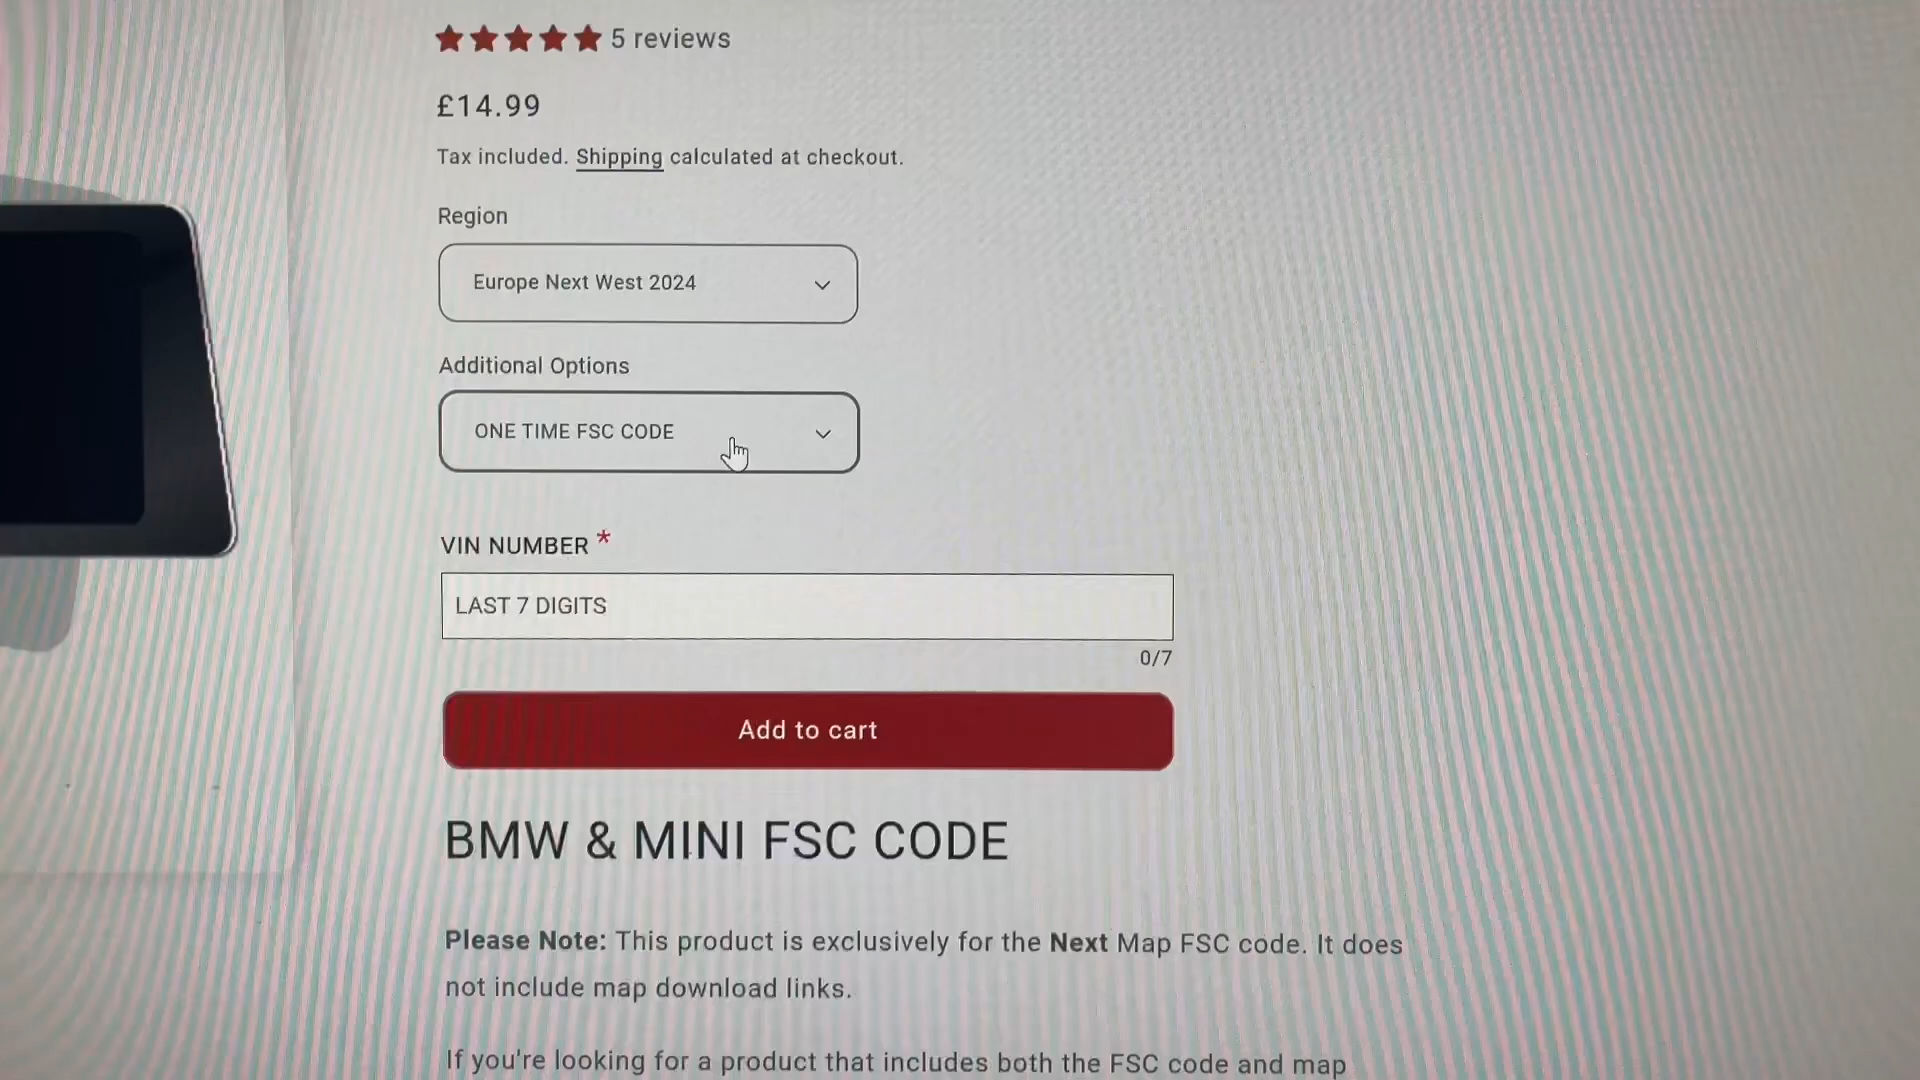 5 reviews
£14.99
Tax included. Shipping calculated at checkout.
Region
Europe Next West 2024
Additional Options
ONE TIME FSC CODE
VIN NUMBER *
LAST 7 DIGITS
0/7
Add to cart
BMW & MINI FSC CODE
Please Note: This product is exclusively for the Next Map FSC code. It does
not include map download links.
If you're looking for a product that includes both the FSC code and map